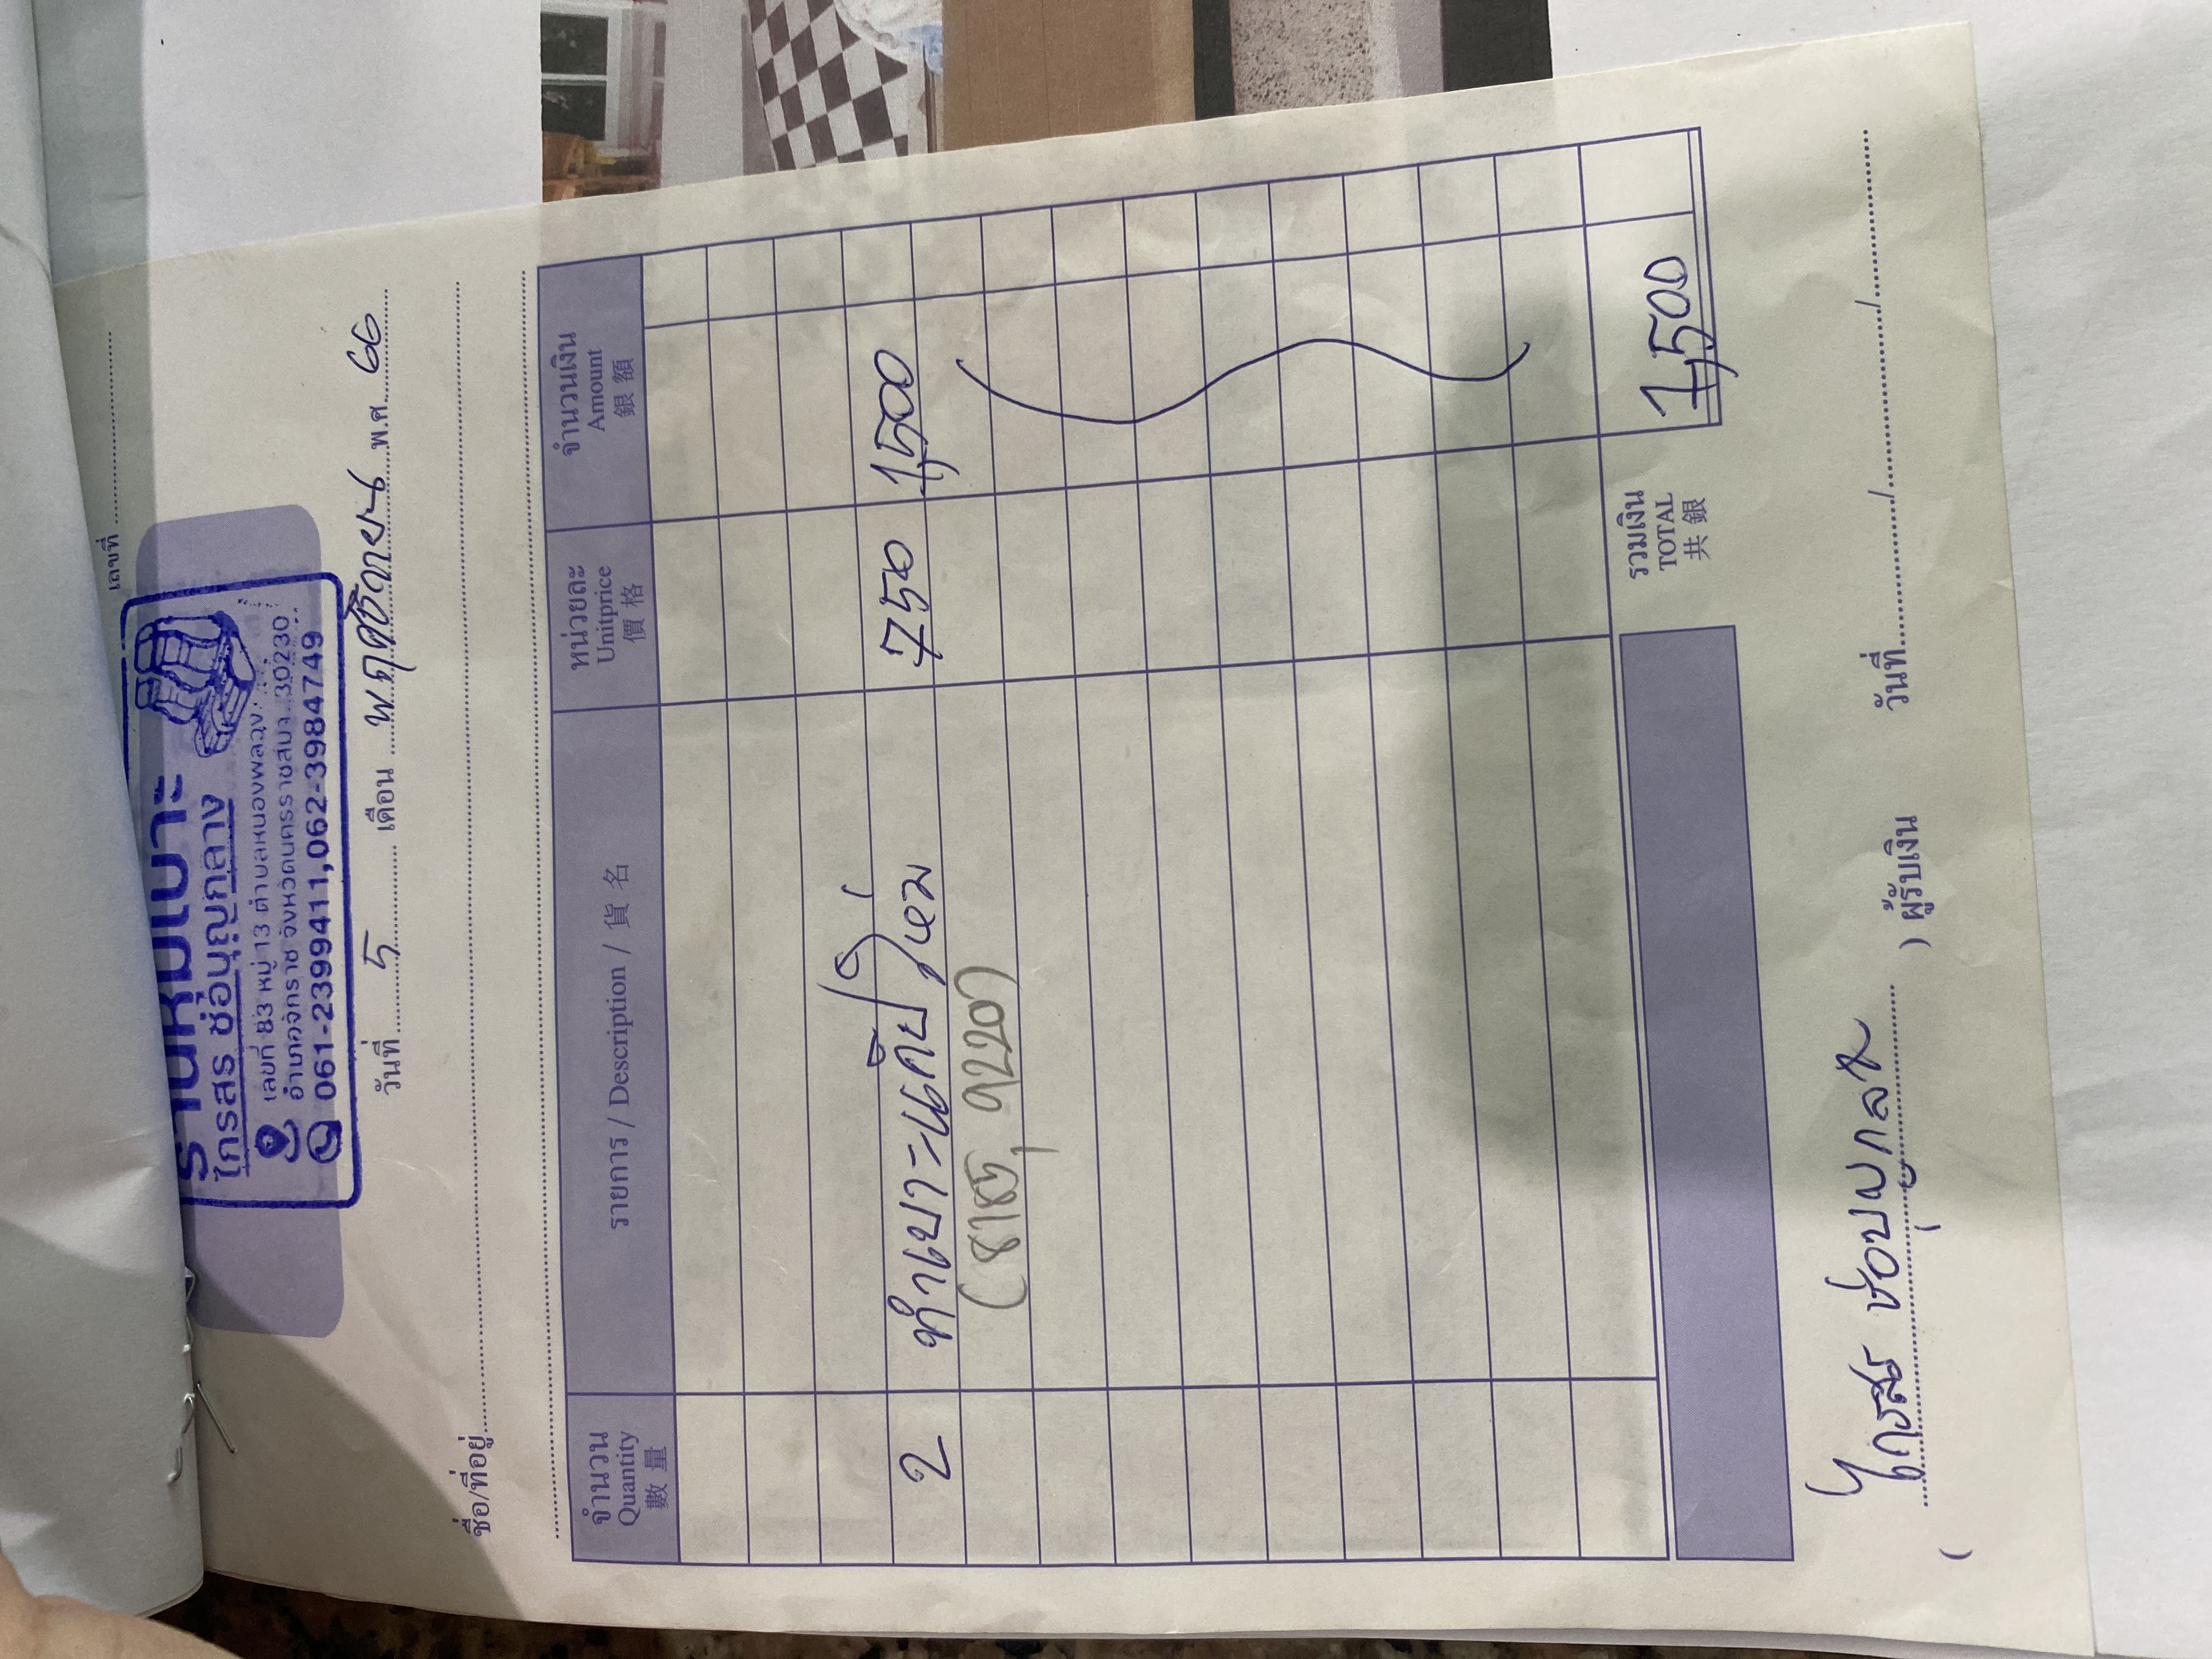 เลขที่
ร้านหุ้มเบาะ
ไกรสร ช่อบุญกลาง
เลขที่ 83 หมู่ 13 ตำบลหนองพลวง
อำเภอจักราช จังหวัดนครราชสีมา 30230
061-2399411,062-3984749
วันที่ 5 เดือน พฤศจิกายน พ.ศ. 66
ชื่อ/ที่อยู่
จำนวน รายการ / Description / 貨 名 หน่วยละ จำนวนเงิน
Quantity Unitprice Amount
數 量 價 格 銀 額
2 ทำเบาะแค๊ป 750 1,500
(8185, 9220)
รวมเงิน
TOTAL 1,500
共 銀
ไกรสร ช่อบุญกลาง
( ) ผู้รับเงิน วันที่ / /